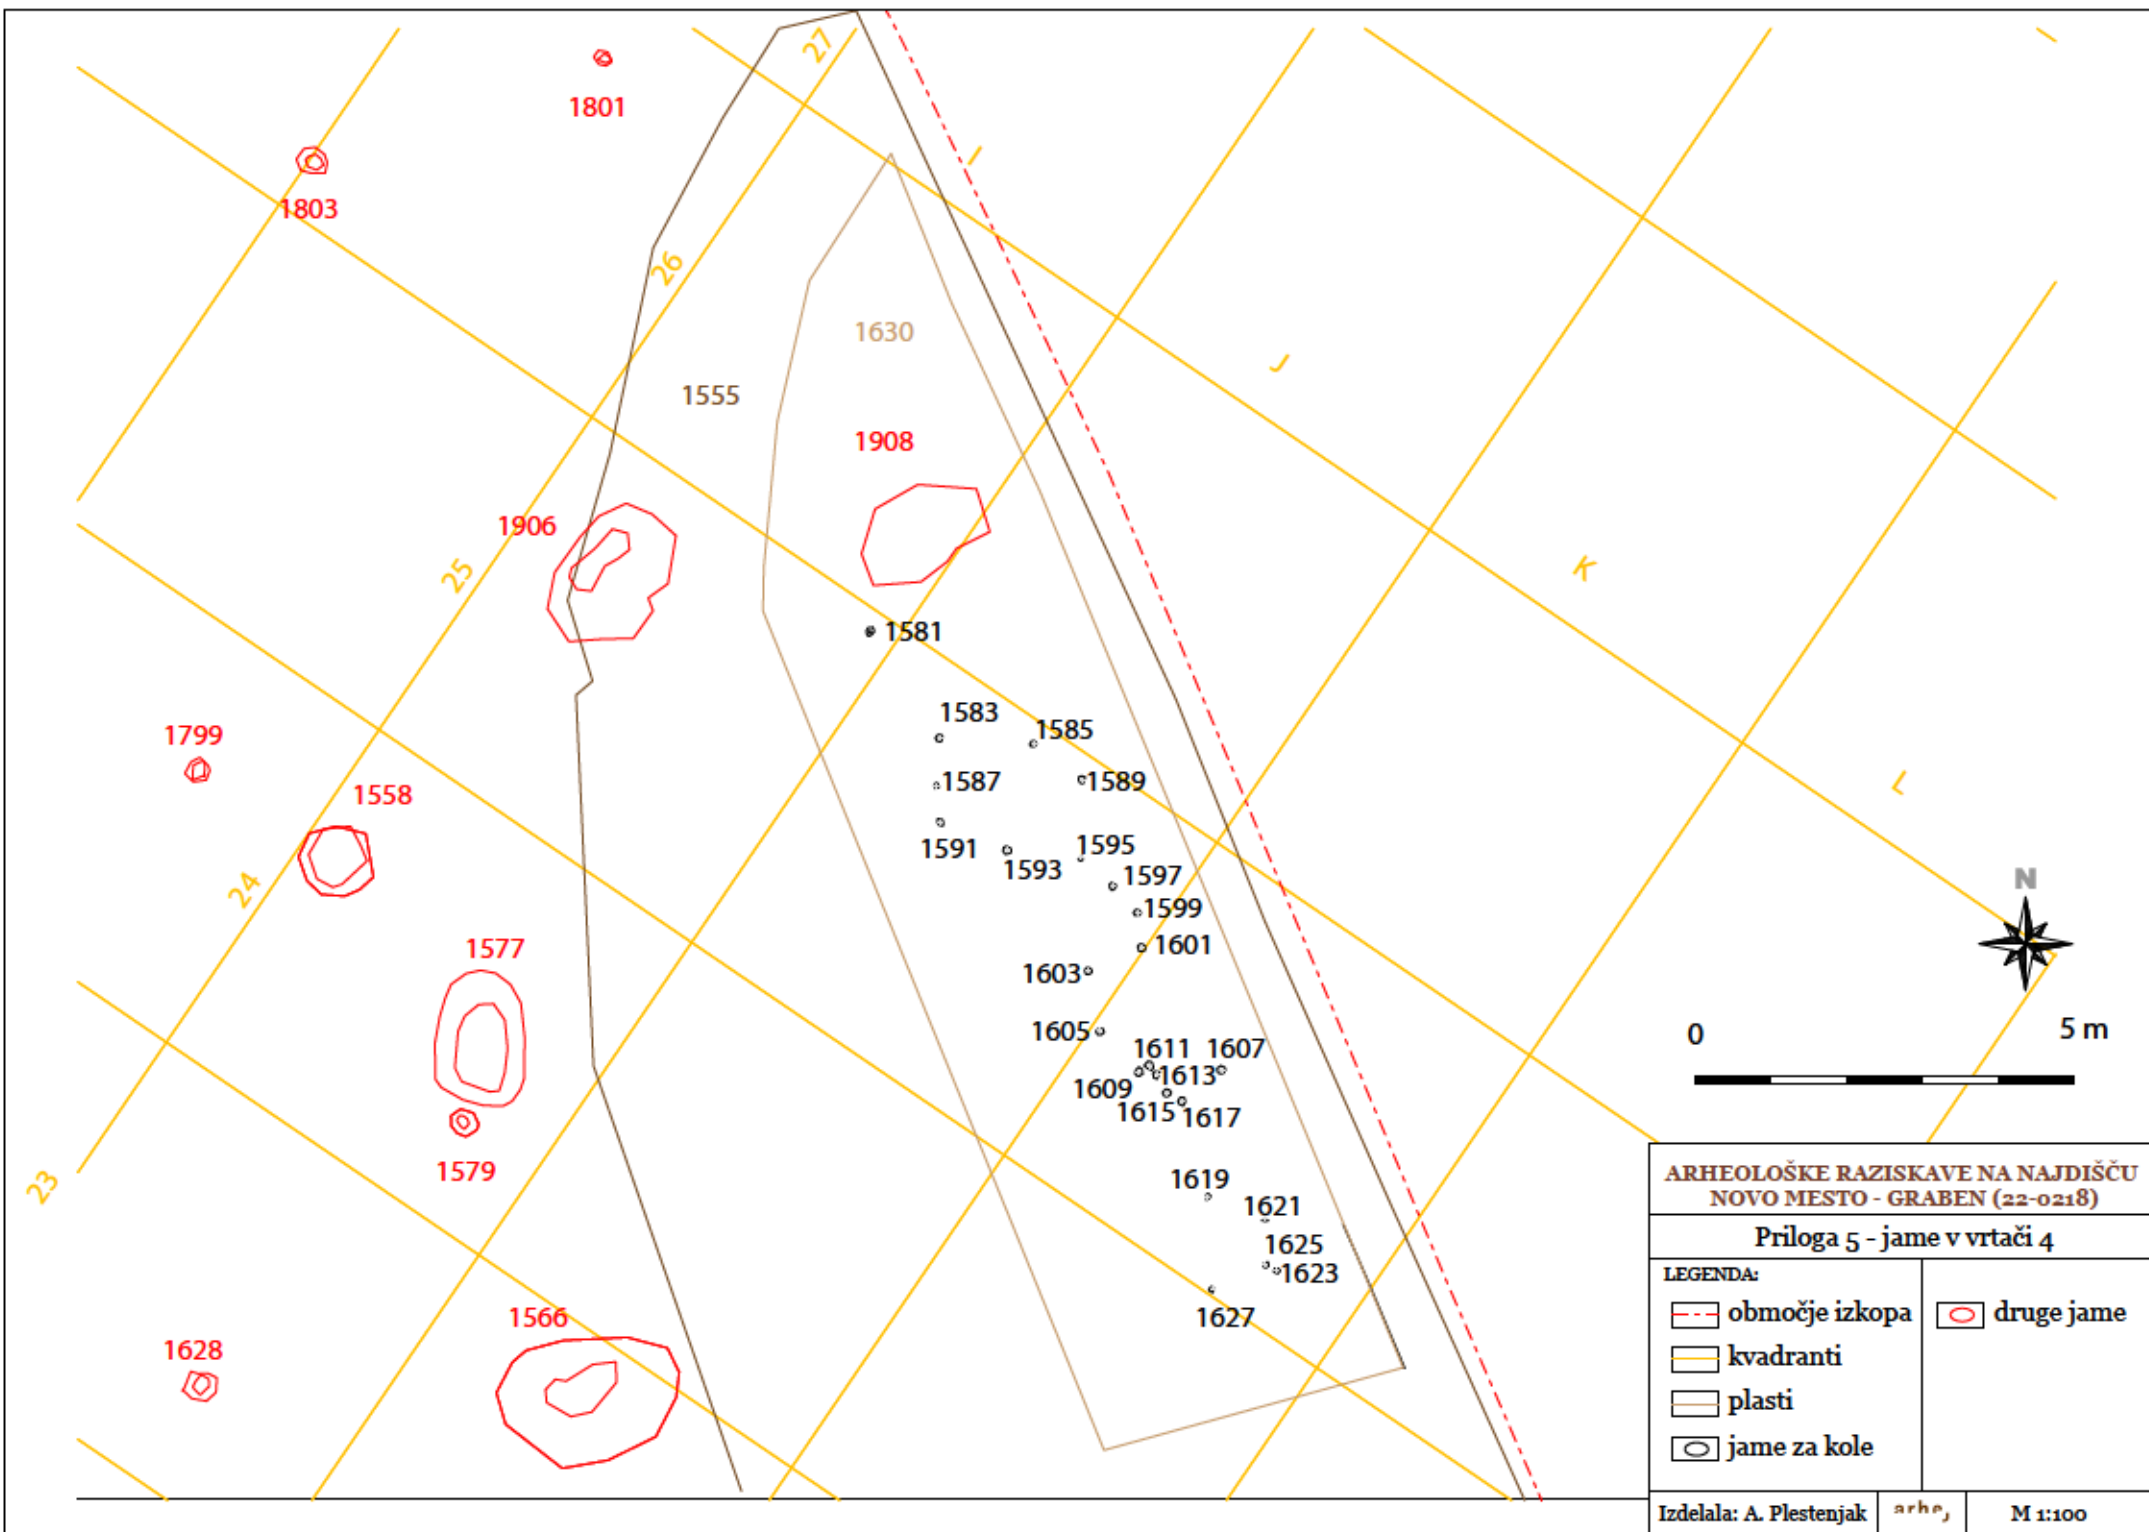 27
1801
I
1803
26
1630
J
1555
1908
1906
25
K
1581
1583
1585
1799
1587
1589
L
1558
1591
1593
1595
1597
24
1599
N
1577
1601
1603
1605
0
5 m
1611
1607
1609
1613
1615
1617
1579
23
1619
1621
1625
1623
1627
1566
1628
ARHEOLOŠKE RAZISKAVE NA NAJDIŠČU
NOVO MESTO - GRABEN (22-0218)
Priloga 5 - jame v vrtači 4
LEGENDA:
območje izkopa
druge jame
kvadranti
plasti
jame za kole
Izdelala: A. Plestenjak
arhej
M 1:100